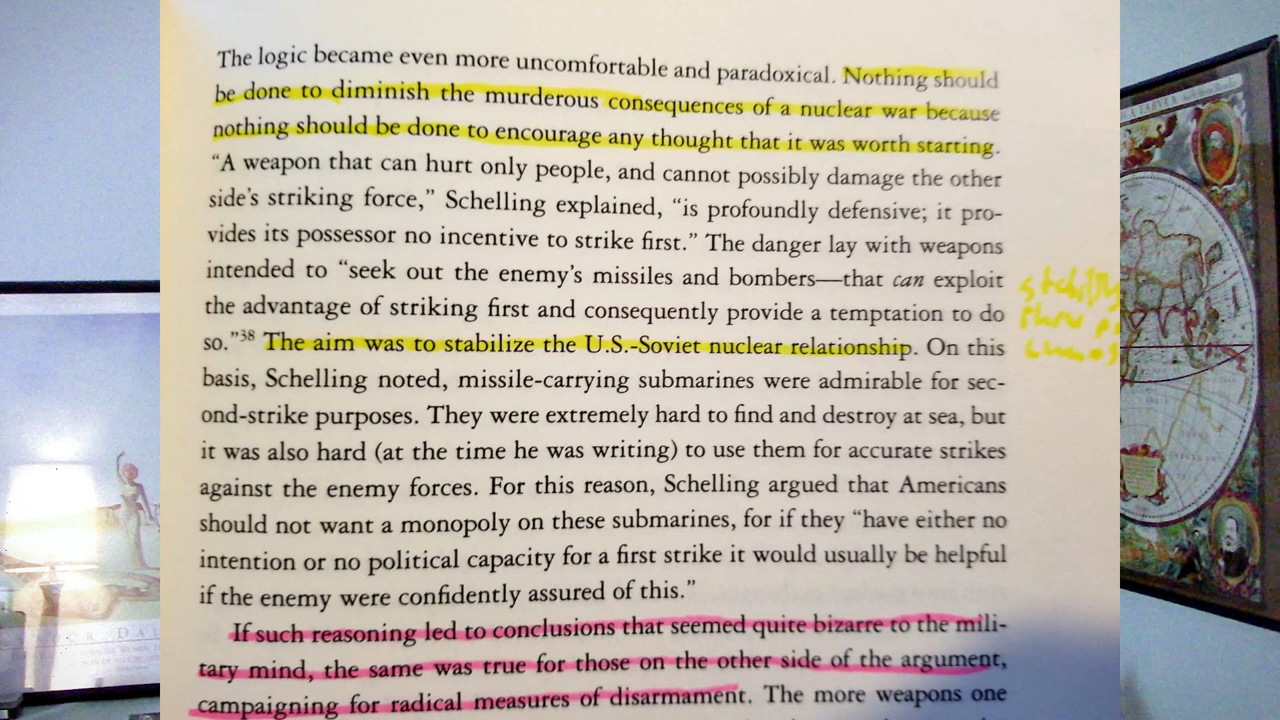 The logic became even more uncomfortable and paradoxical. Nothing should
be done to diminish the murderous consequences of a nuclear war because
nothing should be done to encourage any thought that it was worth starting.
“A weapon that can hurt only people, and cannot possibly damage the other
side’s striking force,” Schelling explained, “is profoundly defensive; it pro-
vides its possessor no incentive to strike first.” The danger lay with weapons
intended to “seek out the enemy’s missiles and bombers—that can exploit
the advantage of striking first and consequently provide a temptation to do
so.”38 The aim was to stabilize the U.S.-Soviet nuclear relationship. On this
basis, Schelling noted, missile-carrying submarines were admirable for sec-
ond-strike purposes. They were extremely hard to find and destroy at sea, but
it was also hard (at the time he was writing) to use them for accurate strikes
against the enemy forces. For this reason, Schelling argued that Americans
should not want a monopoly on these submarines, for if they “have either no
intention or no political capacity for a first strike it would usually be helpful
if the enemy were confidently assured of this.”
If such reasoning led to conclusions that seemed quite bizarre to the mili-
tary mind, the same was true for those on the other side of the argument,
campaigning for radical measures of disarmament. The more weapons one